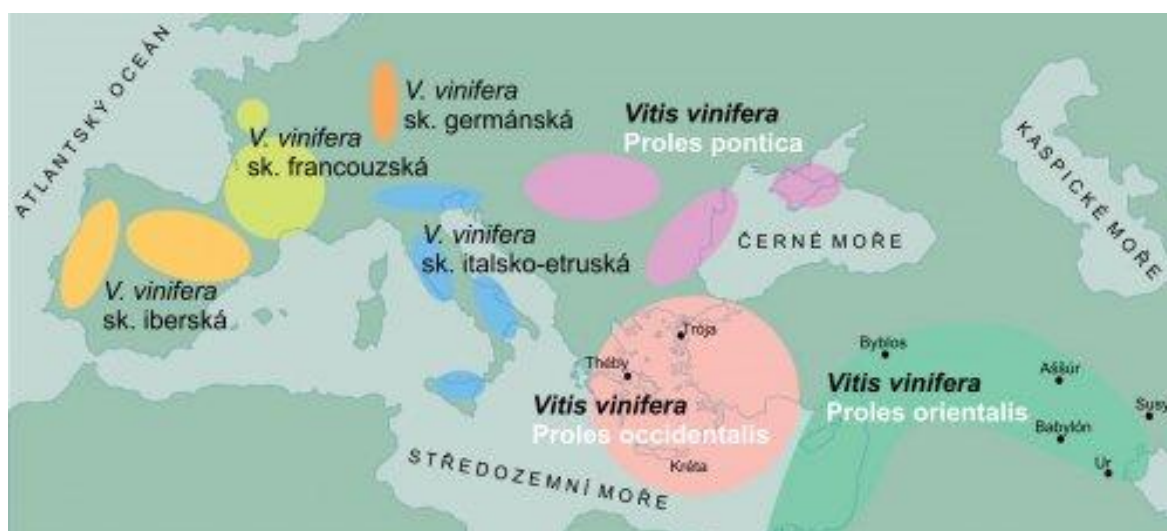 ATLANTSKÝ OCEÁN
V. vinifera
sk. germánská
V. vinifera
sk. francouzská
Vitis vinifera
Proles pontica
KASPICKÉ MOŘE
ČERNÉ MOŘE
V. vinifera
sk. italsko-etruská
V. vinifera
sk. iberská
Trója
Théby
Byblos
Aššúr
Vitis vinifera
Proles occidentalis
Vitis vinifera
Proles orientalis
Susy
Babylón
Kréta
Ur
STŘEDOZEMNÍ MOŘE